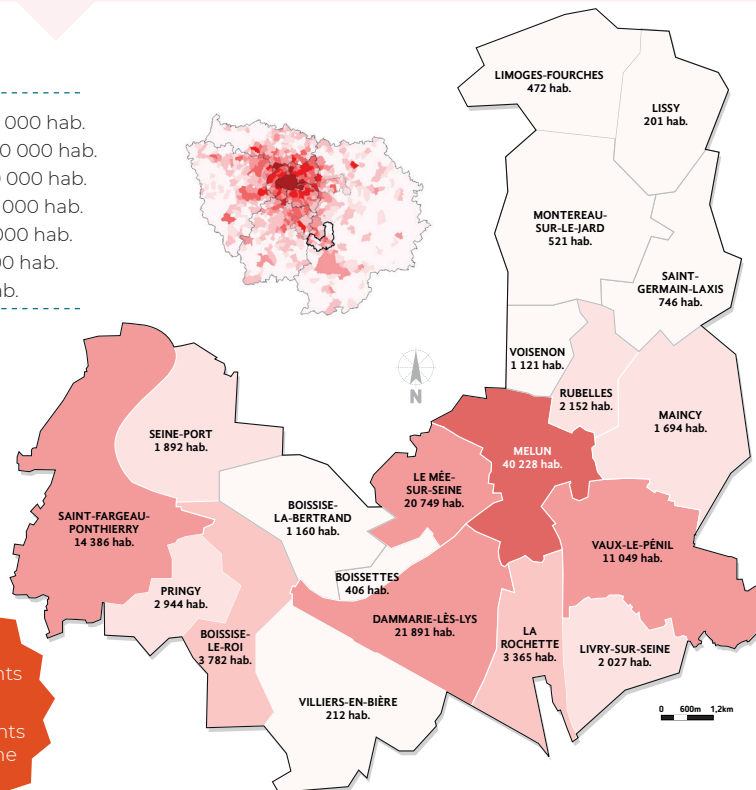 000 hab.
0 000 hab.
000 hab.
000 hab.
000 hab.
00 hab.
ab.
LIMOGES-FOURCHES
472 hab.
LISSY
201 hab.
MONTEREAU-
SUR-LE-JARD
521 hab.
SAINT-
GERMAIN-LAXIS
746 hab.
VOISENON
1 121 hab.
RUBELLES
2 152 hab.
MAINCY
1 694 hab.
N
SEINE-PORT
1 892 hab.
MELUN
40 228 hab.
LE MÉE-
SUR-SEINE
20 749 hab.
BOISSISE-
LA-BERTRAND
1 160 hab.
SAINT-FARGEAU-
PONTHIERRY
14 386 hab.
VAUX-LE-PÉNIL
11 049 hab.
BOISSETTES
406 hab.
PRINGY
2 944 hab.
DAMMARIE-LÈS-LYS
21 891 hab.
BOISSISE-
LE-ROI
3 782 hab.
LA
ROCHETTE
3 365 hab.
LIVRY-SUR-SEINE
2 027 hab.
VILLIERS-EN-BIÈRE
212 hab.
0 600m 1,2km
nts
nts
ne